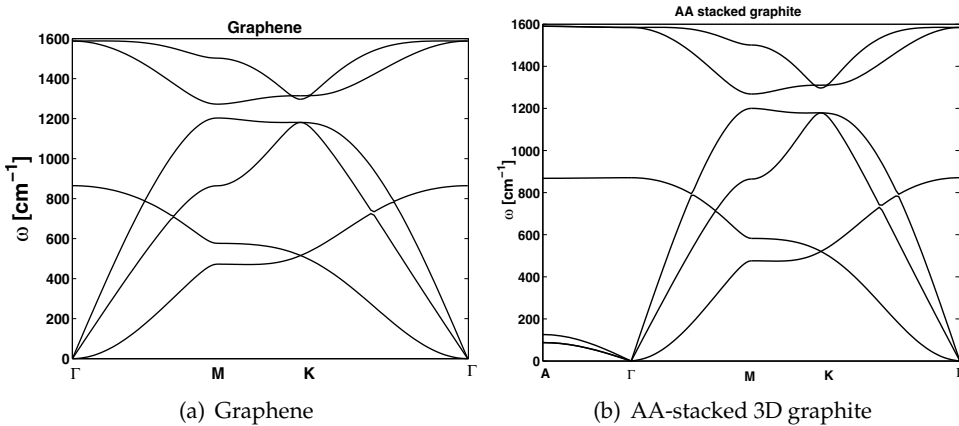 Graphene
1600
1400
1200
1000
800
600
400
200
0
ω [cm⁻¹]
Γ M K Γ
(a) Graphene
AA stacked graphite
1600
1400
1200
1000
800
600
400
200
0
ω [cm⁻¹]
A Γ M K Γ
(b) AA-stacked 3D graphite